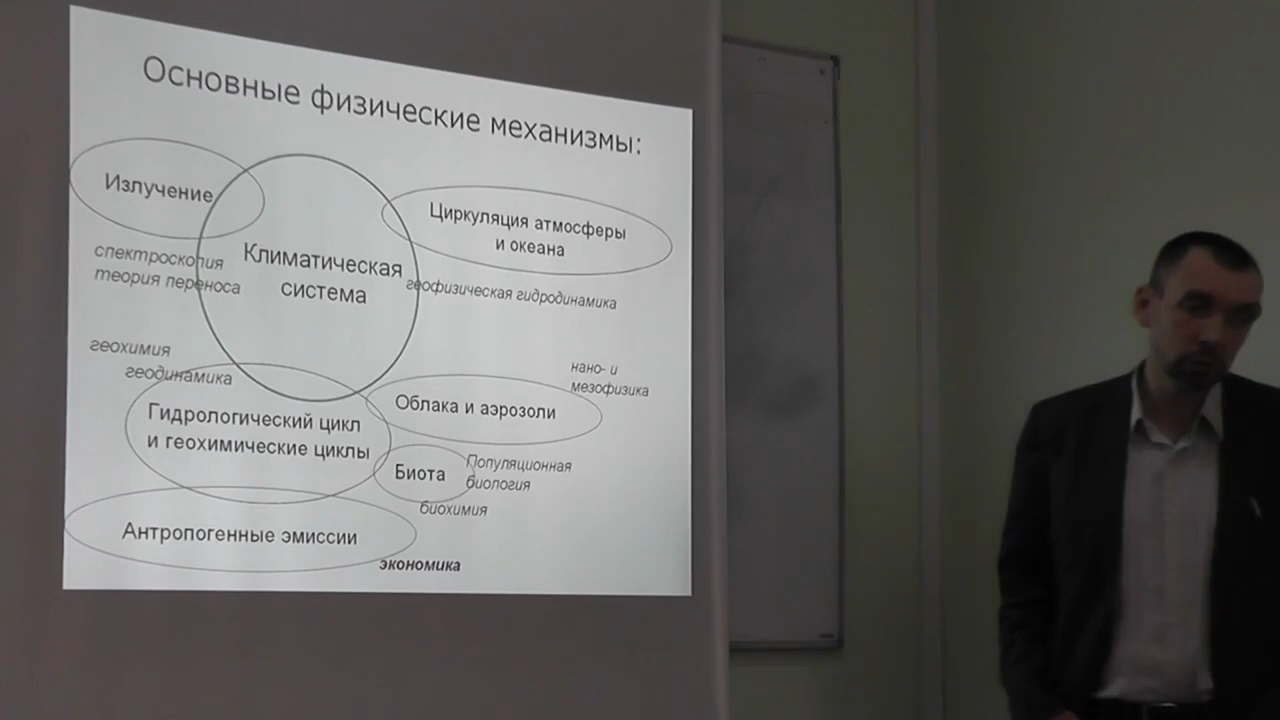 Основные физические механизмы:
Излучение
Циркуляция атмосферы
и океана
спектроскопия
теория переноса
Климатическая
система
геофизическая гидродинамика
геохимия
геодинамика
нано- и
мезофизика
Гидрологический цикл
и геохимические циклы
Облака и аэрозоли
Биота
Популяционная
биология
биохимия
Антропогенные эмиссии
экономика